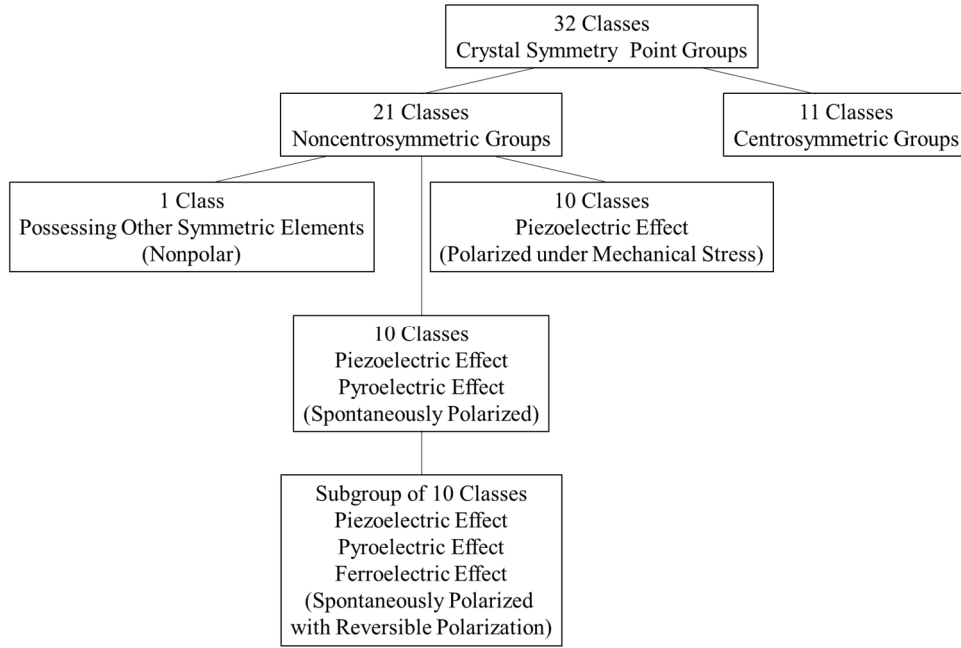 32 Classes
Crystal Symmetry Point Groups
21 Classes
Noncentrosymmetric Groups
11 Classes
Centrosymmetric Groups
1 Class
Possessing Other Symmetric Elements
(Nonpolar)
10 Classes
Piezoelectric Effect
(Polarized under Mechanical Stress)
10 Classes
Piezoelectric Effect
Pyroelectric Effect
(Spontaneously Polarized)
Subgroup of 10 Classes
Piezoelectric Effect
Pyroelectric Effect
Ferroelectric Effect
(Spontaneously Polarized
with Reversible Polarization)